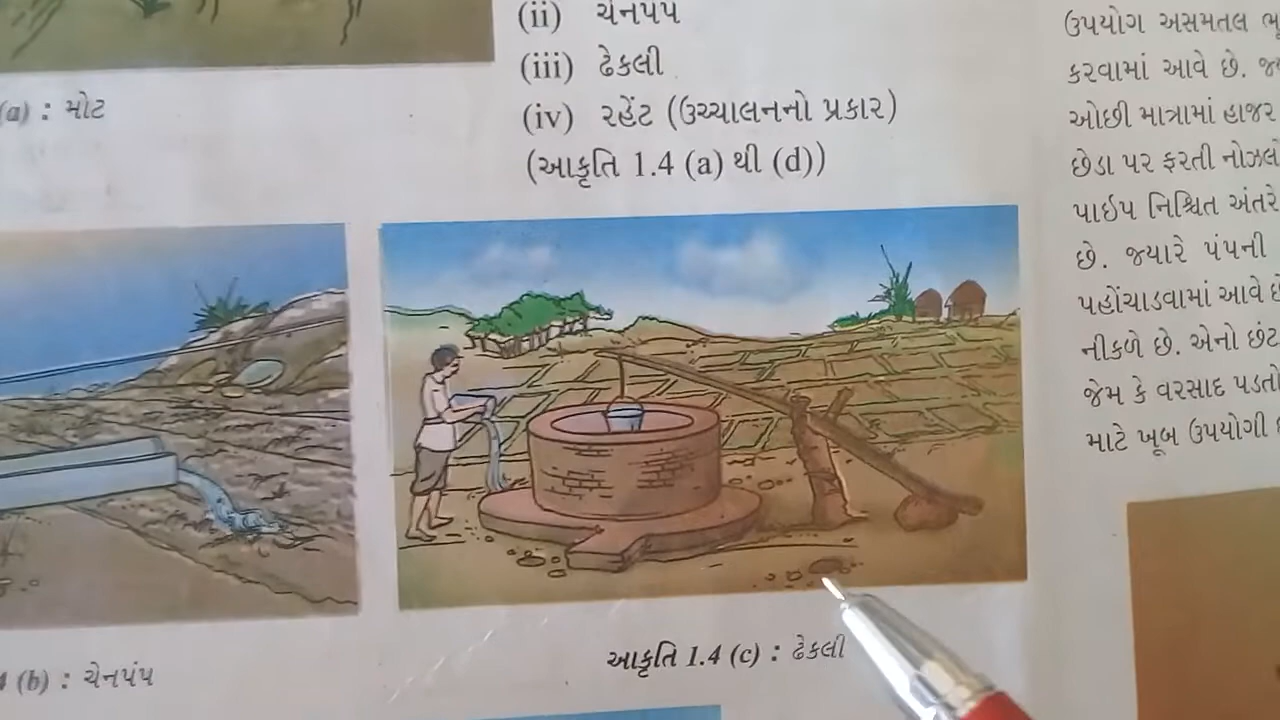 (ii) ચેનપંપ
(iii) ઢેકલી
(iv) રહેંટ (ઉચ્ચાલનનો પ્રકાર)
(આકૃતિ 1.4 (a) થી (d))
(a) : મોટ
(b) : ચેનપંપ
આકૃતિ 1.4 (c) : ઢેકલી
ઉપયોગ અસમતલ
કરવામાં આવે છે.
ઓછી માત્રામાં હાજર
છેડા પર ફરતી નોઝલો
પાઇપ નિશ્ચિત અંતરે
છે. જ્યારે પંપની
પહોંચાડવામાં આવે
નીકળે છે. એનો છંટ
જેમ કે વરસાદ પડતો
માટે ખૂબ ઉપયોગી